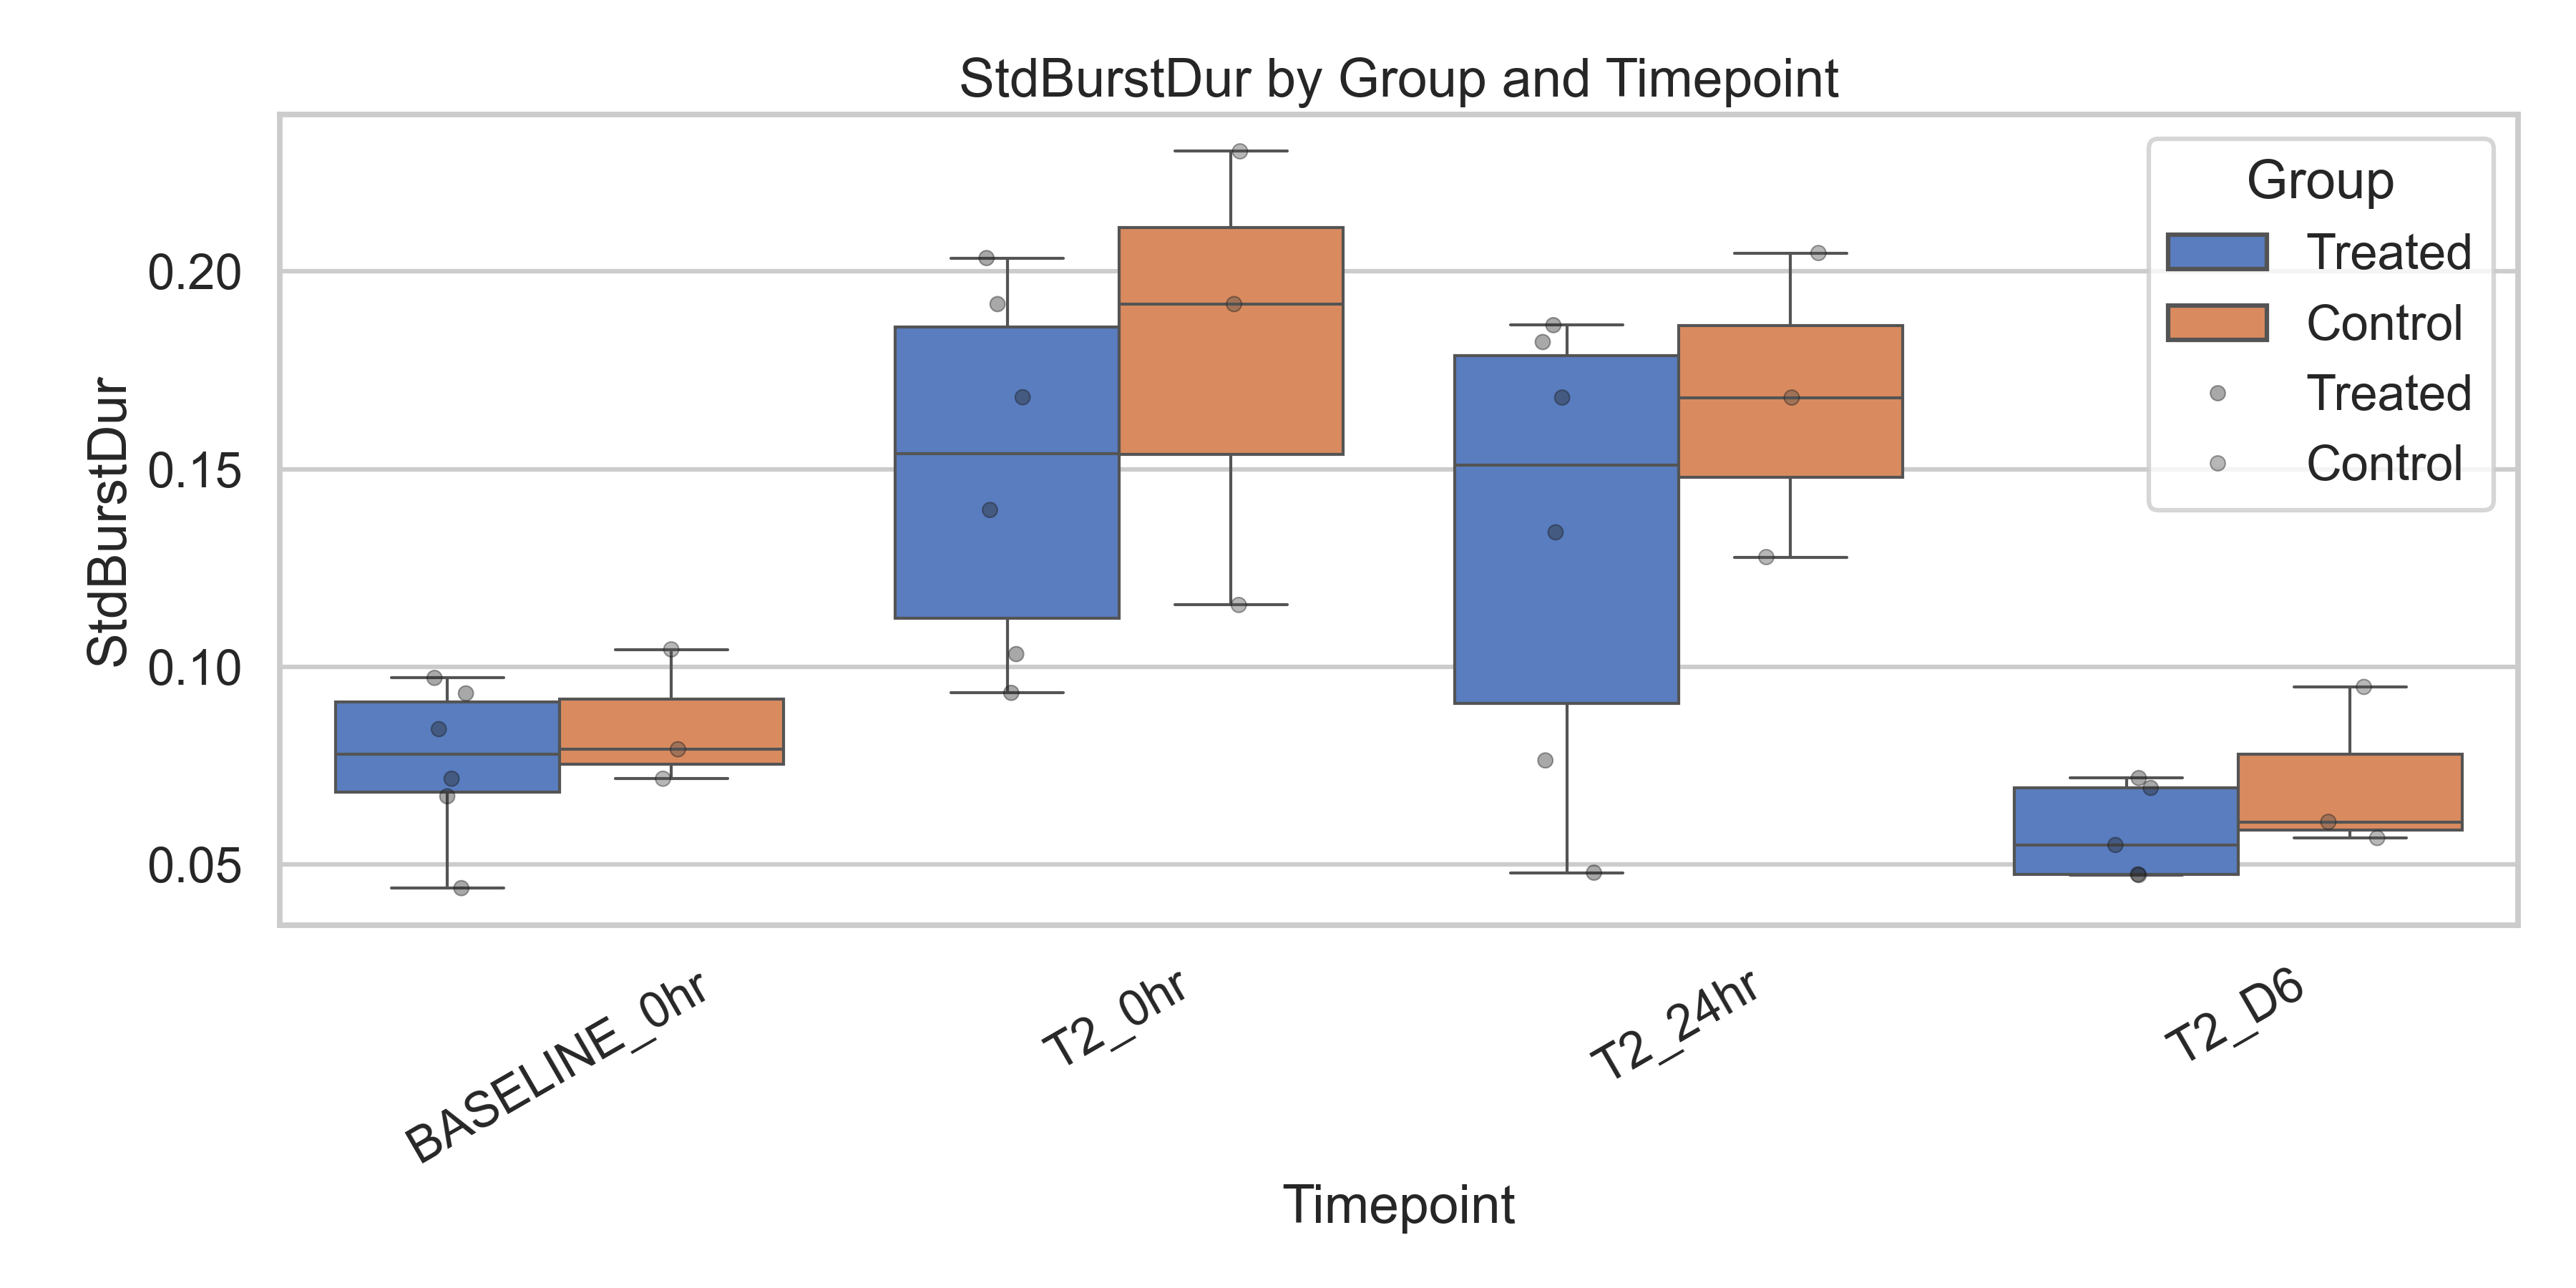 StdBurstDur by Group and Timepoint
StdBurstDur
0.20
0.15
0.10
0.05
Group
Treated
Control
Treated
Control
BASELINE_0hr
T2_0hr
T2_24hr
T2_D6
Timepoint